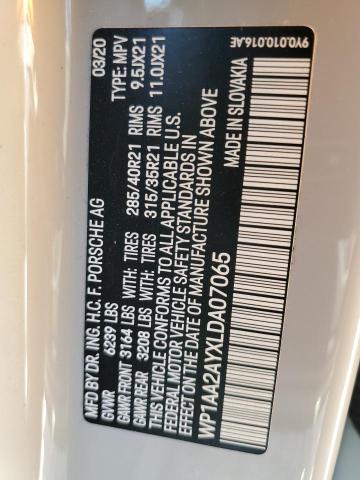 MFD BY DR. ING. H.C. F. PORSCHE AG 03/20
GVWR 6239 LBS TYPE: MPV
GAWR FRONT 3164 LBS WITH: TIRES 285/40R21 RIMS 9.5JX21
GAWR REAR 3208 LBS WITH: TIRES 315/35R21 RIMS 11.0JX21
THIS VEHICLE CONFORMS TO ALL APPLICABLE U.S.
FEDERAL MOTOR VEHICLE SAFETY STANDARDS IN
EFFECT ON THE DATE OF MANUFACTURE SHOWN ABOVE
WP1AA2AYXLDA07065 MADE IN SLOVAKIA
9Y0.010.016.AE